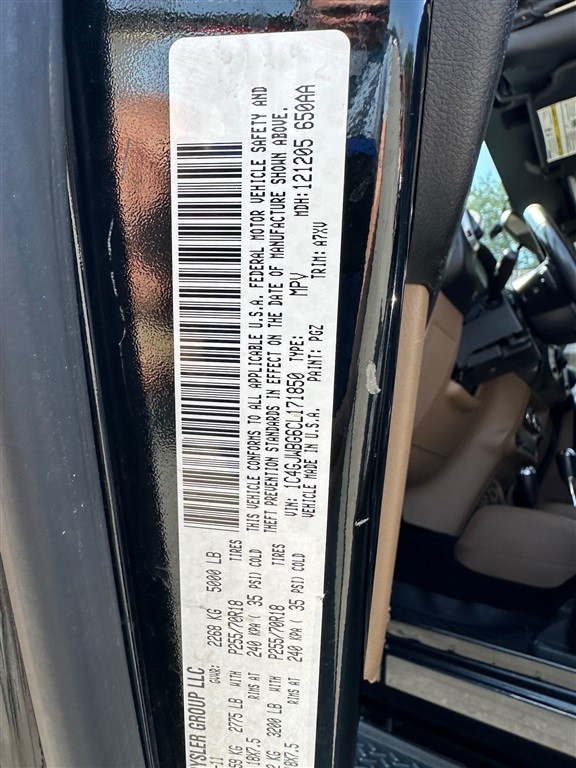 YSLER GROUP LLC
-11 GVWR: 2268 KG 5000 LB
59 KG 2775 LB WITH P255/70R18 TIRES
18X7.5 RIMS AT 240 KPA ( 35 PSI) COLD
2 KG 3200 LB WITH P255/70R18 TIRES
18X7.5 RIMS AT 240 KPA ( 35 PSI) COLD
THIS VEHICLE CONFORMS TO ALL APPLICABLE U.S.A. FEDERAL MOTOR VEHICLE SAFETY AND
THEFT PREVENTION STANDARDS IN EFFECT ON THE DATE OF MANUFACTURE SHOWN ABOVE.
VIN: 1C4GJWBG6CL171850 TYPE: MPV MDH:121205 650AA
VEHICLE MADE IN U.S.A. PAINT: PGZ TRIM: A7XV